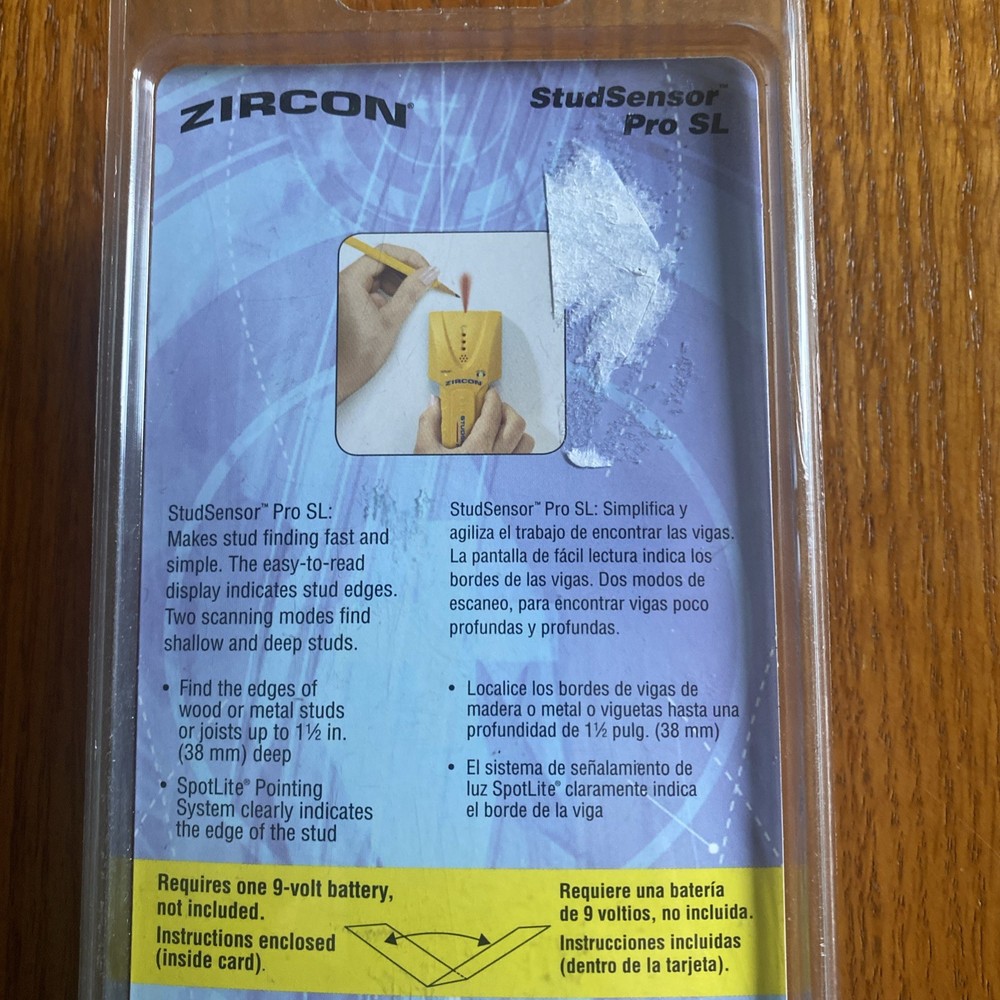 ZIRCON®
StudSensor™
Pro SL
ZIRCON
StudSensor™ Pro SL:
Makes stud finding fast and
simple. The easy-to-read
display indicates stud edges.
Two scanning modes find
shallow and deep studs.
• Find the edges of
wood or metal studs
or joists up to 1½ in.
(38 mm) deep
• SpotLite® Pointing
System clearly indicates
the edge of the stud
StudSensor™ Pro SL: Simplifica y
agiliza el trabajo de encontrar las vigas.
La pantalla de fácil lectura indica los
bordes de las vigas. Dos modos de
escaneo, para encontrar vigas poco
profundas y profundas.
• Localice los bordes de vigas de
madera o metal o viguetas hasta una
profundidad de 1½ pulg. (38 mm)
• El sistema de señalamiento de
luz SpotLite® claramente indica
el borde de la viga
Requires one 9-volt battery,
not included.
Instructions enclosed
(inside card).
Requiere una batería
de 9 voltios, no incluida.
Instrucciones incluidas
(dentro de la tarjeta).